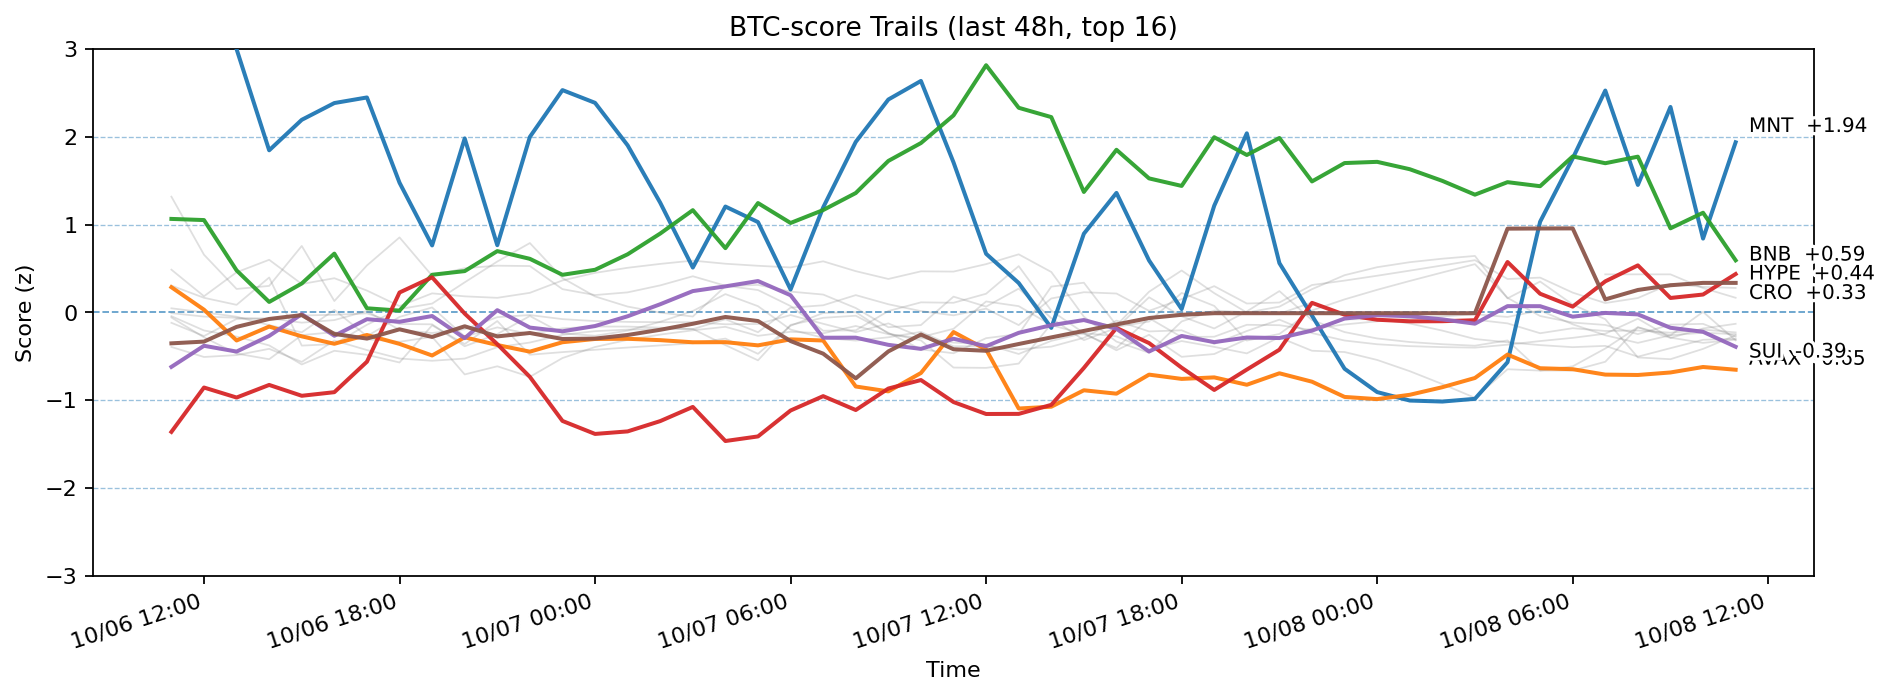 BTC-score Trails (last 48h, top 16)
Score (z)
3
2
1
0
−1
−2
−3
MNT +1.94
BNB +0.59
HYPE +0.44
CRO +0.33
SUI -0.39
10/06 12:00
10/06 18:00
10/07 00:00
10/07 06:00
10/07 12:00
10/07 18:00
10/08 00:00
10/08 06:00
10/08 12:00
Time